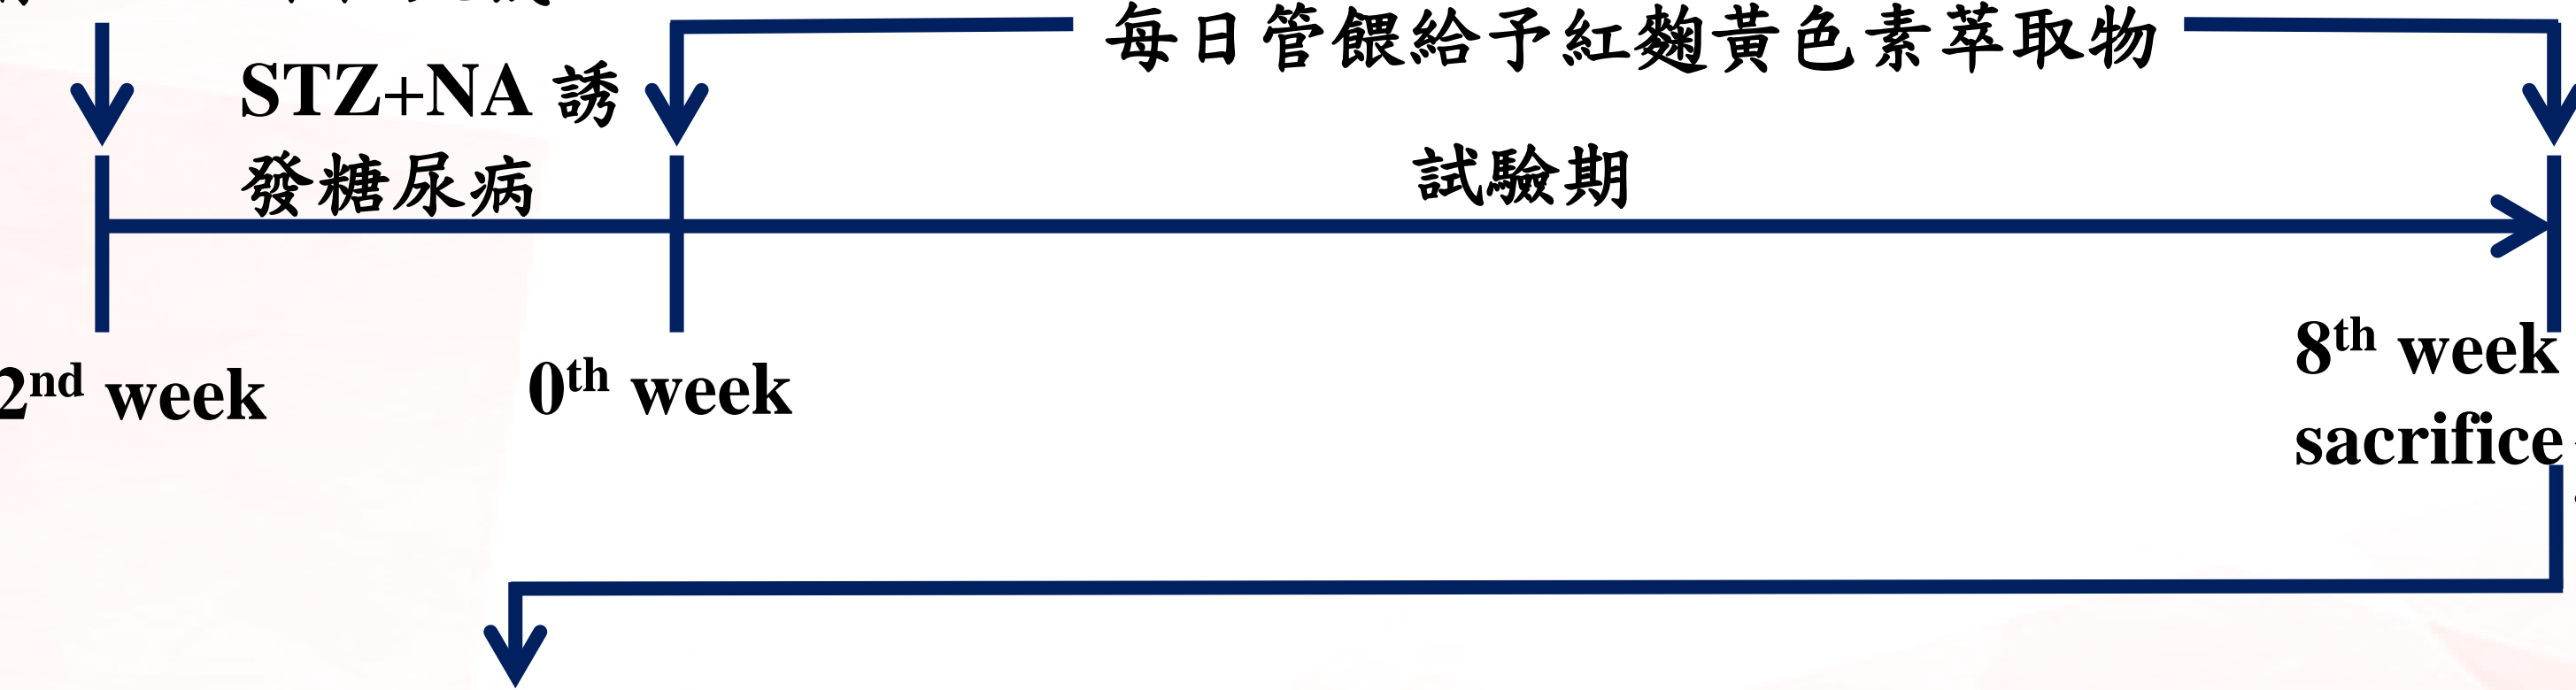 每日管餵給予紅麴黃色素萃取物
STZ+NA 誘
發糖尿病
試驗期
2nd week
0th week
8th week
sacrifice